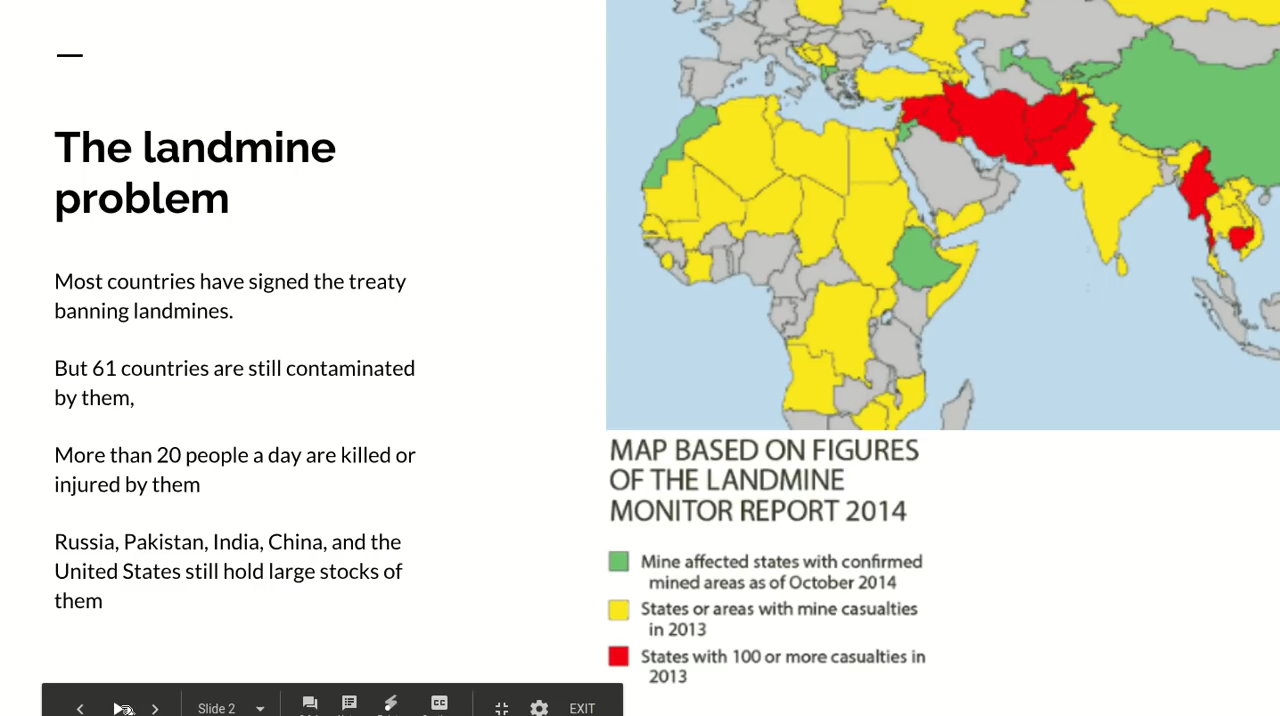 The landmine
problem
Most countries have signed the treaty
banning landmines.
But 61 countries are still contaminated
by them,
More than 20 people a day are killed or
injured by them
Russia, Pakistan, India, China, and the
United States still hold large stocks of
them
MAP BASED ON FIGURES
OF THE LANDMINE
MONITOR REPORT 2014
Mine affected states with confirmed
mined areas as of October 2014
States or areas with mine casualties
in 2013
States with 100 or more casualties in
2013
Slide 2
CC
EXIT